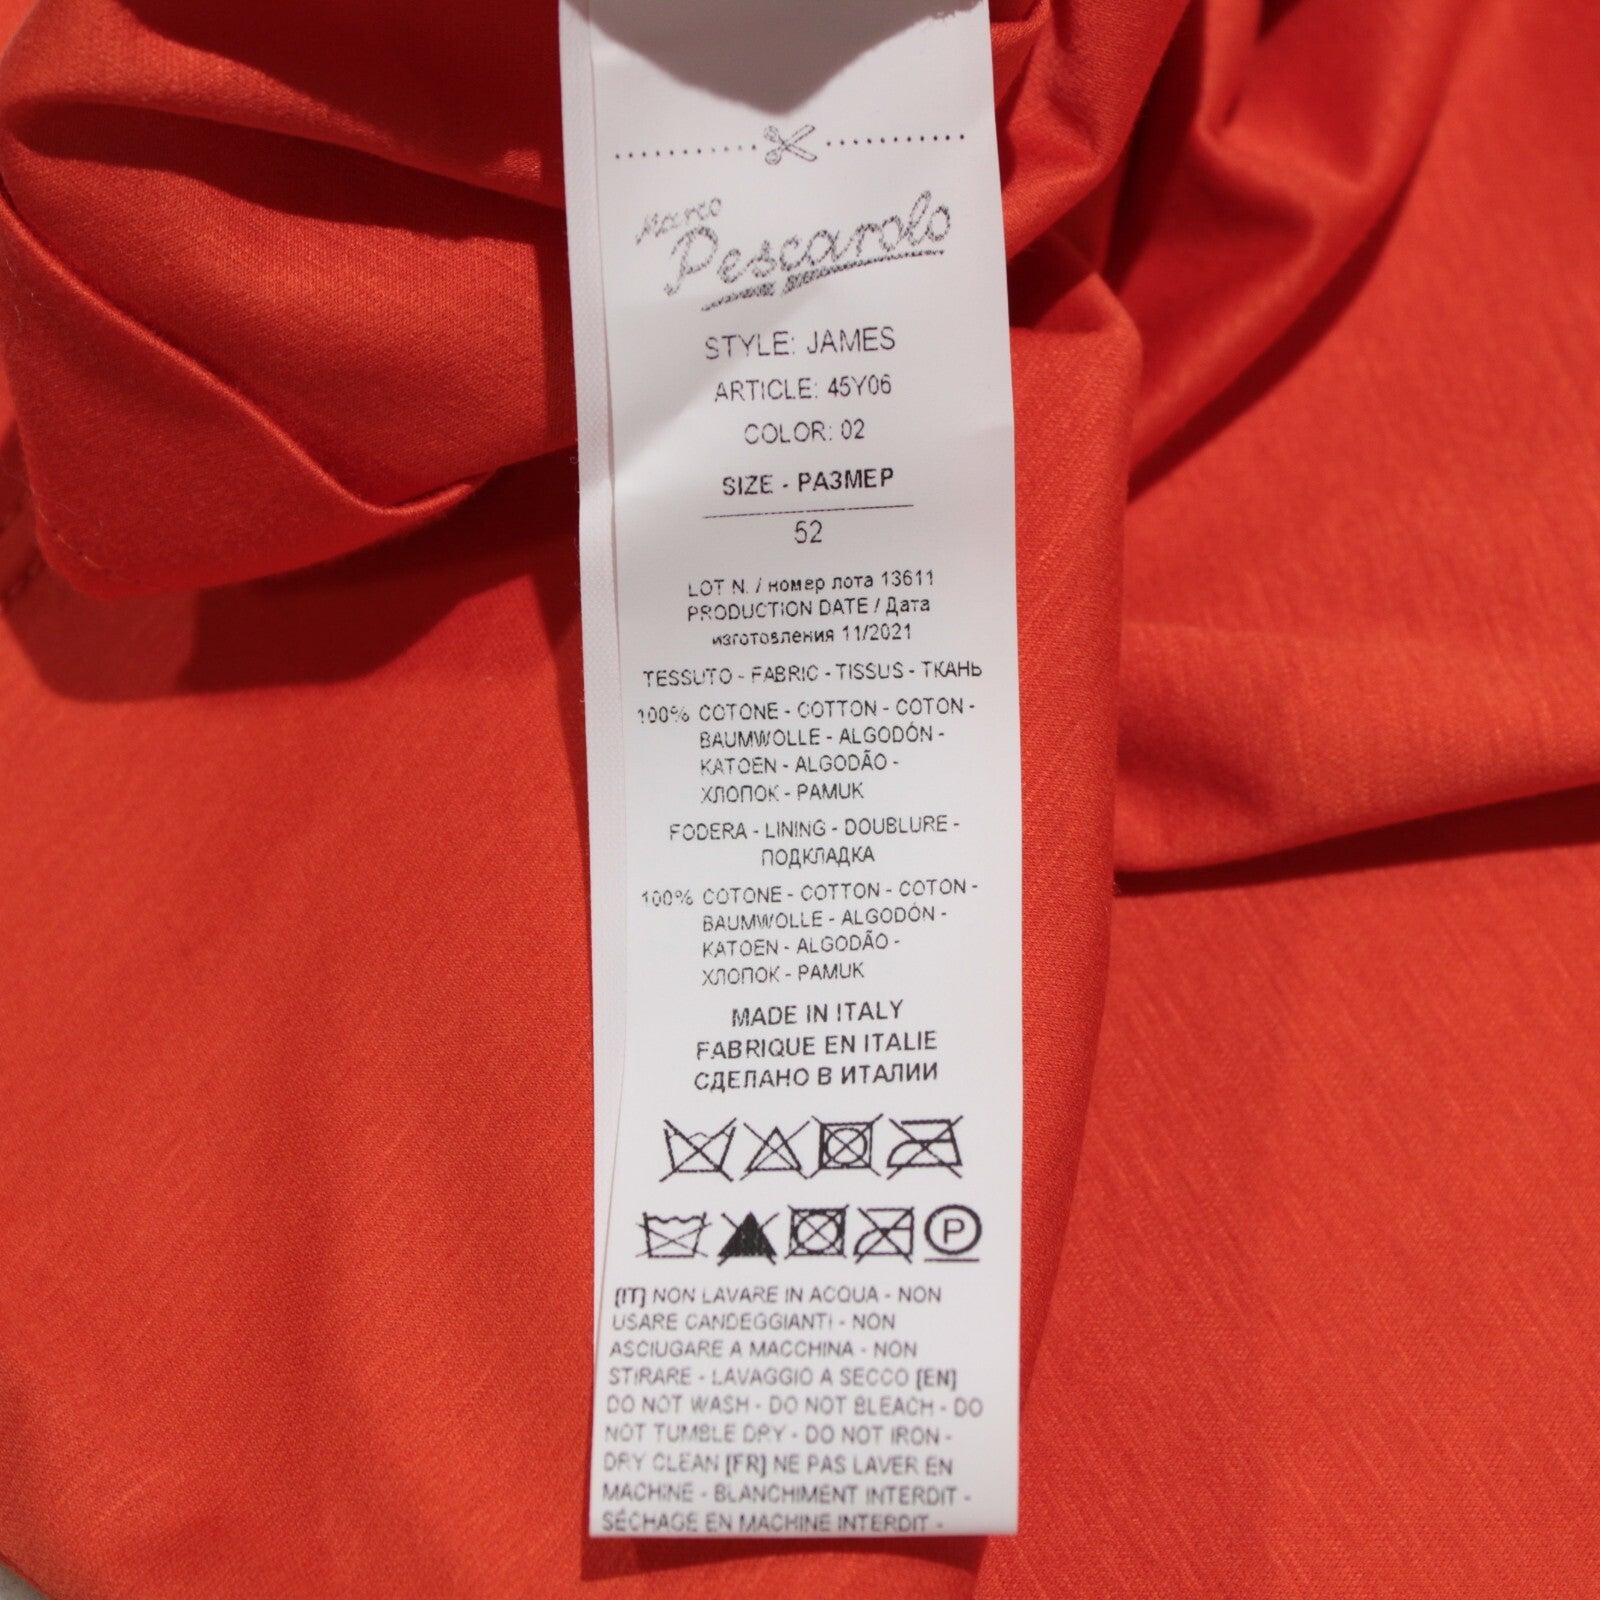 Marco
Pescarolo
STYLE: JAMES
ARTICLE: 45Y06
COLOR: 02
SIZE - РАЗМЕР
52
LOT N. / номер лота 13611
PRODUCTION DATE / Дата
изготовления 11/2021
TESSUTO - FABRIC - TISSUS - ТКАНЬ
100% COTONE - COTTON - COTON -
BAUMWOLLE - ALGODÓN -
KATOEN - ALGODÃO -
ХЛОПОК - PAMUK
FODERA - LINING - DOUBLURE -
ПОДКЛАДКА
100% COTONE - COTTON - COTON -
BAUMWOLLE - ALGODÓN -
KATOEN - ALGODÃO -
ХЛОПОК - PAMUK
MADE IN ITALY
FABRIQUE EN ITALIE
СДЕЛАНО В ИТАЛИИ
P
[IT] NON LAVARE IN ACQUA - NON
USARE CANDEGGIANTI - NON
ASCIUGARE A MACCHINA - NON
STIRARE - LAVAGGIO A SECCO [EN]
DO NOT WASH - DO NOT BLEACH - DO
NOT TUMBLE DRY - DO NOT IRON -
DRY CLEAN [FR] NE PAS LAVER EN
MACHINE - BLANCHIMENT INTERDIT -
SÉCHAGE EN MACHINE INTERDIT -